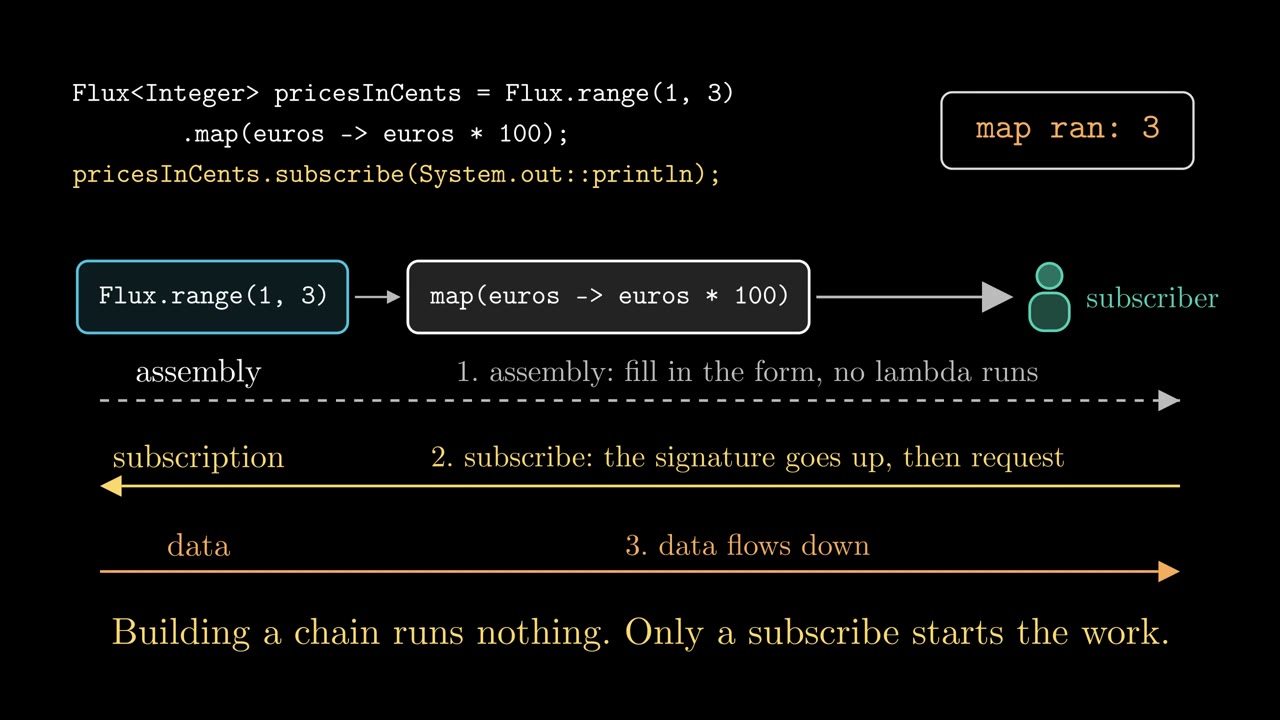 Flux<Integer> pricesInCents = Flux.range(1, 3)
.map(euros -> euros * 100);
pricesInCents.subscribe(System.out::println);
map ran: 3
Flux.range(1, 3)
map(euros -> euros * 100)
subscriber
assembly
1. assembly: fill in the form, no lambda runs
subscription
2. subscribe: the signature goes up, then request
data
3. data flows down
Building a chain runs nothing. Only a subscribe starts the work.